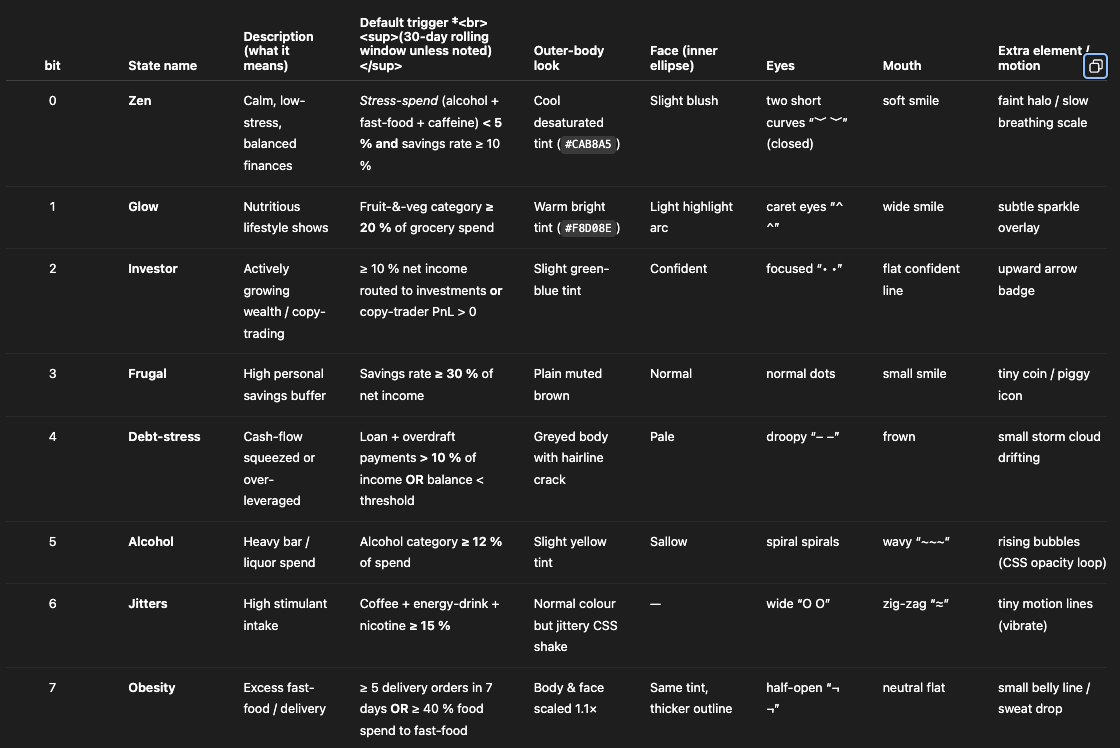 bit
State name
Description
(what it
means)
Default trigger *<br>
<sup>(30-day rolling
window unless noted)
</sup>
Outer-body
look
Face (inner
ellipse)
Eyes
Mouth
Extra element /
motion
0
Zen
Calm, low-
stress,
balanced
finances
Stress-spend (alcohol +
fast-food + caffeine) < 5
% and savings rate ≥ 10
%
Cool
desaturated
tint ( #CAB8A5 )
Slight blush
two short
curves “︶ ︶”
(closed)
soft smile
faint halo / slow
breathing scale
1
Glow
Nutritious
lifestyle shows
Fruit-&-veg category ≥
20 % of grocery spend
Warm bright
tint ( #F8D08E )
Light highlight
arc
caret eyes “^
^”
wide smile
subtle sparkle
overlay
2
Investor
Actively
growing
wealth / copy-
trading
≥ 10 % net income
routed to investments or
copy-trader PnL > 0
Slight green-
blue tint
Confident
focused “• •”
flat confident
line
upward arrow
badge
3
Frugal
High personal
savings buffer
Savings rate ≥ 30 % of
net income
Plain muted
brown
Normal
normal dots
small smile
tiny coin / piggy
icon
4
Debt-stress
Cash-flow
squeezed or
over-
leveraged
Loan + overdraft
payments > 10 % of
income OR balance <
threshold
Greyed body
with hairline
crack
Pale
droopy “– –”
frown
small storm cloud
drifting
5
Alcohol
Heavy bar /
liquor spend
Alcohol category ≥ 12 %
of spend
Slight yellow
tint
Sallow
spiral spirals
wavy “~~~”
rising bubbles
(CSS opacity loop)
6
Jitters
High stimulant
intake
Coffee + energy-drink +
nicotine ≥ 15 %
Normal colour
but jittery CSS
shake
—
wide “O O”
zig-zag “≈”
tiny motion lines
(vibrate)
7
Obesity
Excess fast-
food / delivery
≥ 5 delivery orders in 7
days OR ≥ 40 % food
spend to fast-food
Body & face
scaled 1.1×
Same tint,
thicker outline
half-open “¬
¬”
neutral flat
small belly line /
sweat drop